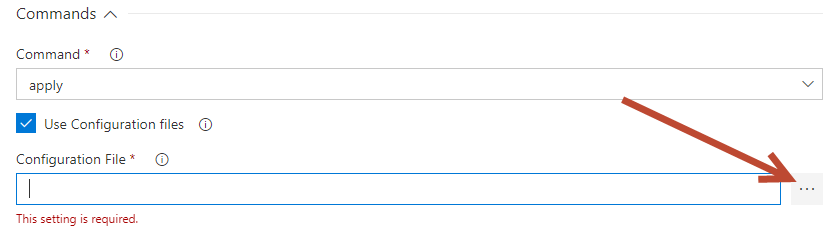 Commands
Command *
apply
Use Configuration files
Configuration File *
...
This setting is required.